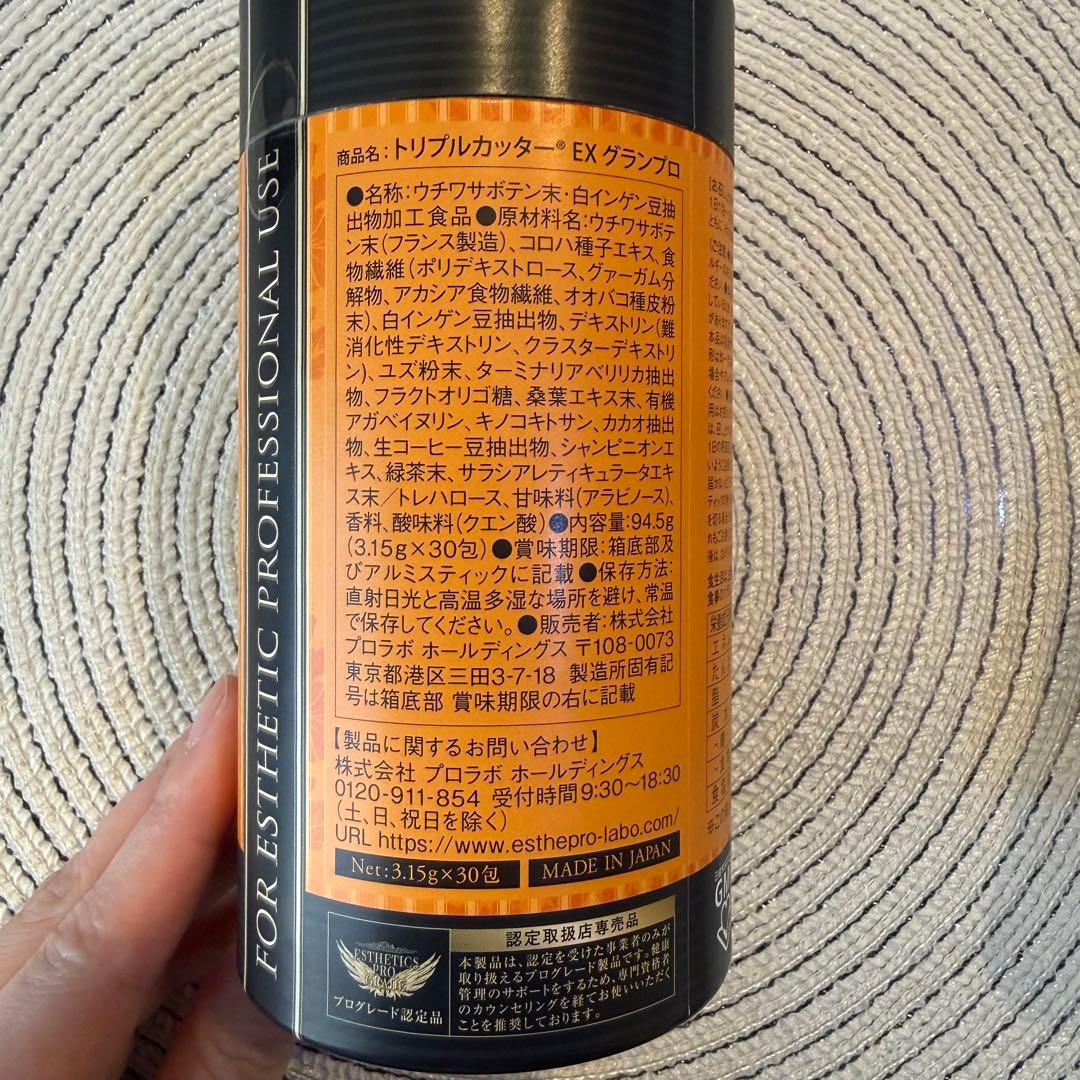 FOR ESTHETIC PROFESSIONAL USE
商品名：トリプルカッター® EX グランプロ
●名称：ウチワサボテン末・白インゲン豆抽
出物加工食品 ●原材料名：ウチワサボテ
ン末（フランス製造）、コロハ種子エキス、食
物繊維（ポリデキストロース、グァーガム分
解物、アカシア食物繊維、オオバコ種皮粉
末）、白インゲン豆抽出物、デキストリン（難
消化性デキストリン、クラスターデキストリ
ン）、ユズ粉末、ターミナリアベリリカ抽出
物、フラクトオリゴ糖、桑葉エキス末、有機
アガベイヌリン、キノコキトサン、カカオ抽出
物、生コーヒー豆抽出物、シャンピニオンエ
キス、緑茶末、サラシアレティキュラータエキ
ス末／トレハロース、甘味料（アラビノース）、
香料、酸味料（クエン酸）●内容量：94.5g
（3.15g×30包）●賞味期限：箱底部及
びアルミスティックに記載 ●保存方法：
直射日光と高温多湿な場所を避け、常温
で保存してください。●販売者：株式会社
プロラボ ホールディングス 〒108-0073
東京都港区三田3-7-18 製造所固有記
号は箱底部 賞味期限の右に記載
【製品に関するお問い合わせ】
株式会社 プロラボ ホールディングス
0120-911-854 受付時間9:30～18:30
（土、日、祝日を除く）
URL https://www.esthepro-labo.com/
Net：3.15g×30包
MADE IN JAPAN
ESTHETICS
PRO
GRADE
プログレード認定品
認定取扱店専売品
本製品は、認定を受けた事業者のみが
取り扱えるプログレード製品です。健康
管理のサポートをするため、専門資格者
のカウンセリングを経てお使いいただく
ことを推奨しております。